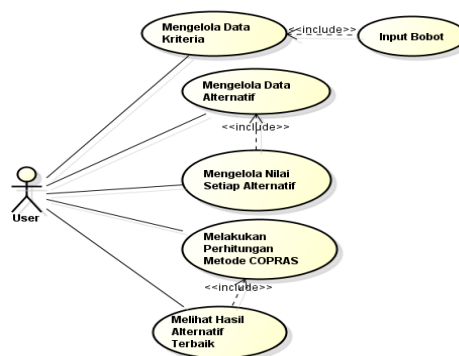 Mengelola Data
Kriteria
<<include>>
Input Bobot
Mengelola Data
Alternatif
<<include>>
Mengelola Nilai
Setiap Alternatif
User
Melakukan
Perhitungan
Metode COPRAS
<<include>>
Melihat Hasil
Alternatif
Terbaik